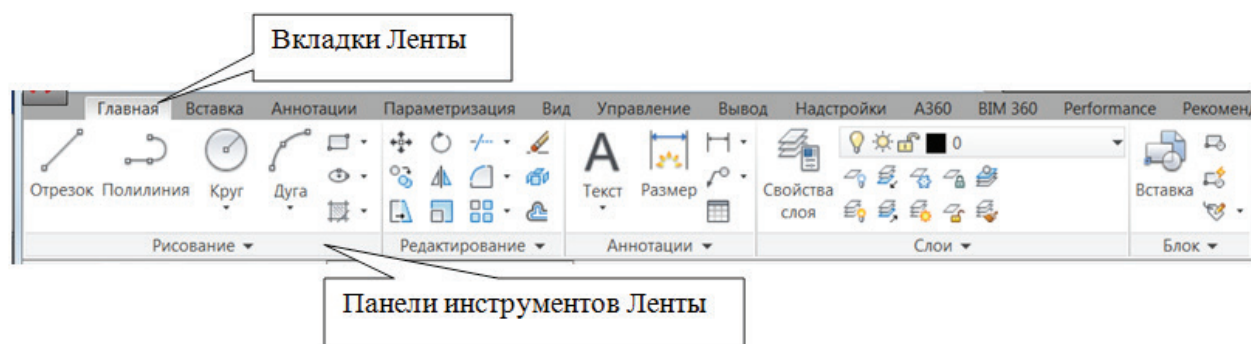 Вкладки Ленты
Главная Вставка Аннотации Параметризация Вид Управление Вывод Надстройки A360 BIM 360 Performance Рекоменд
0
Отрезок Полилиния Круг Дуга Текст Размер Свойства слоя Вставка
Рисование Редактирование Аннотации Слои Блок
Панели инструментов Ленты